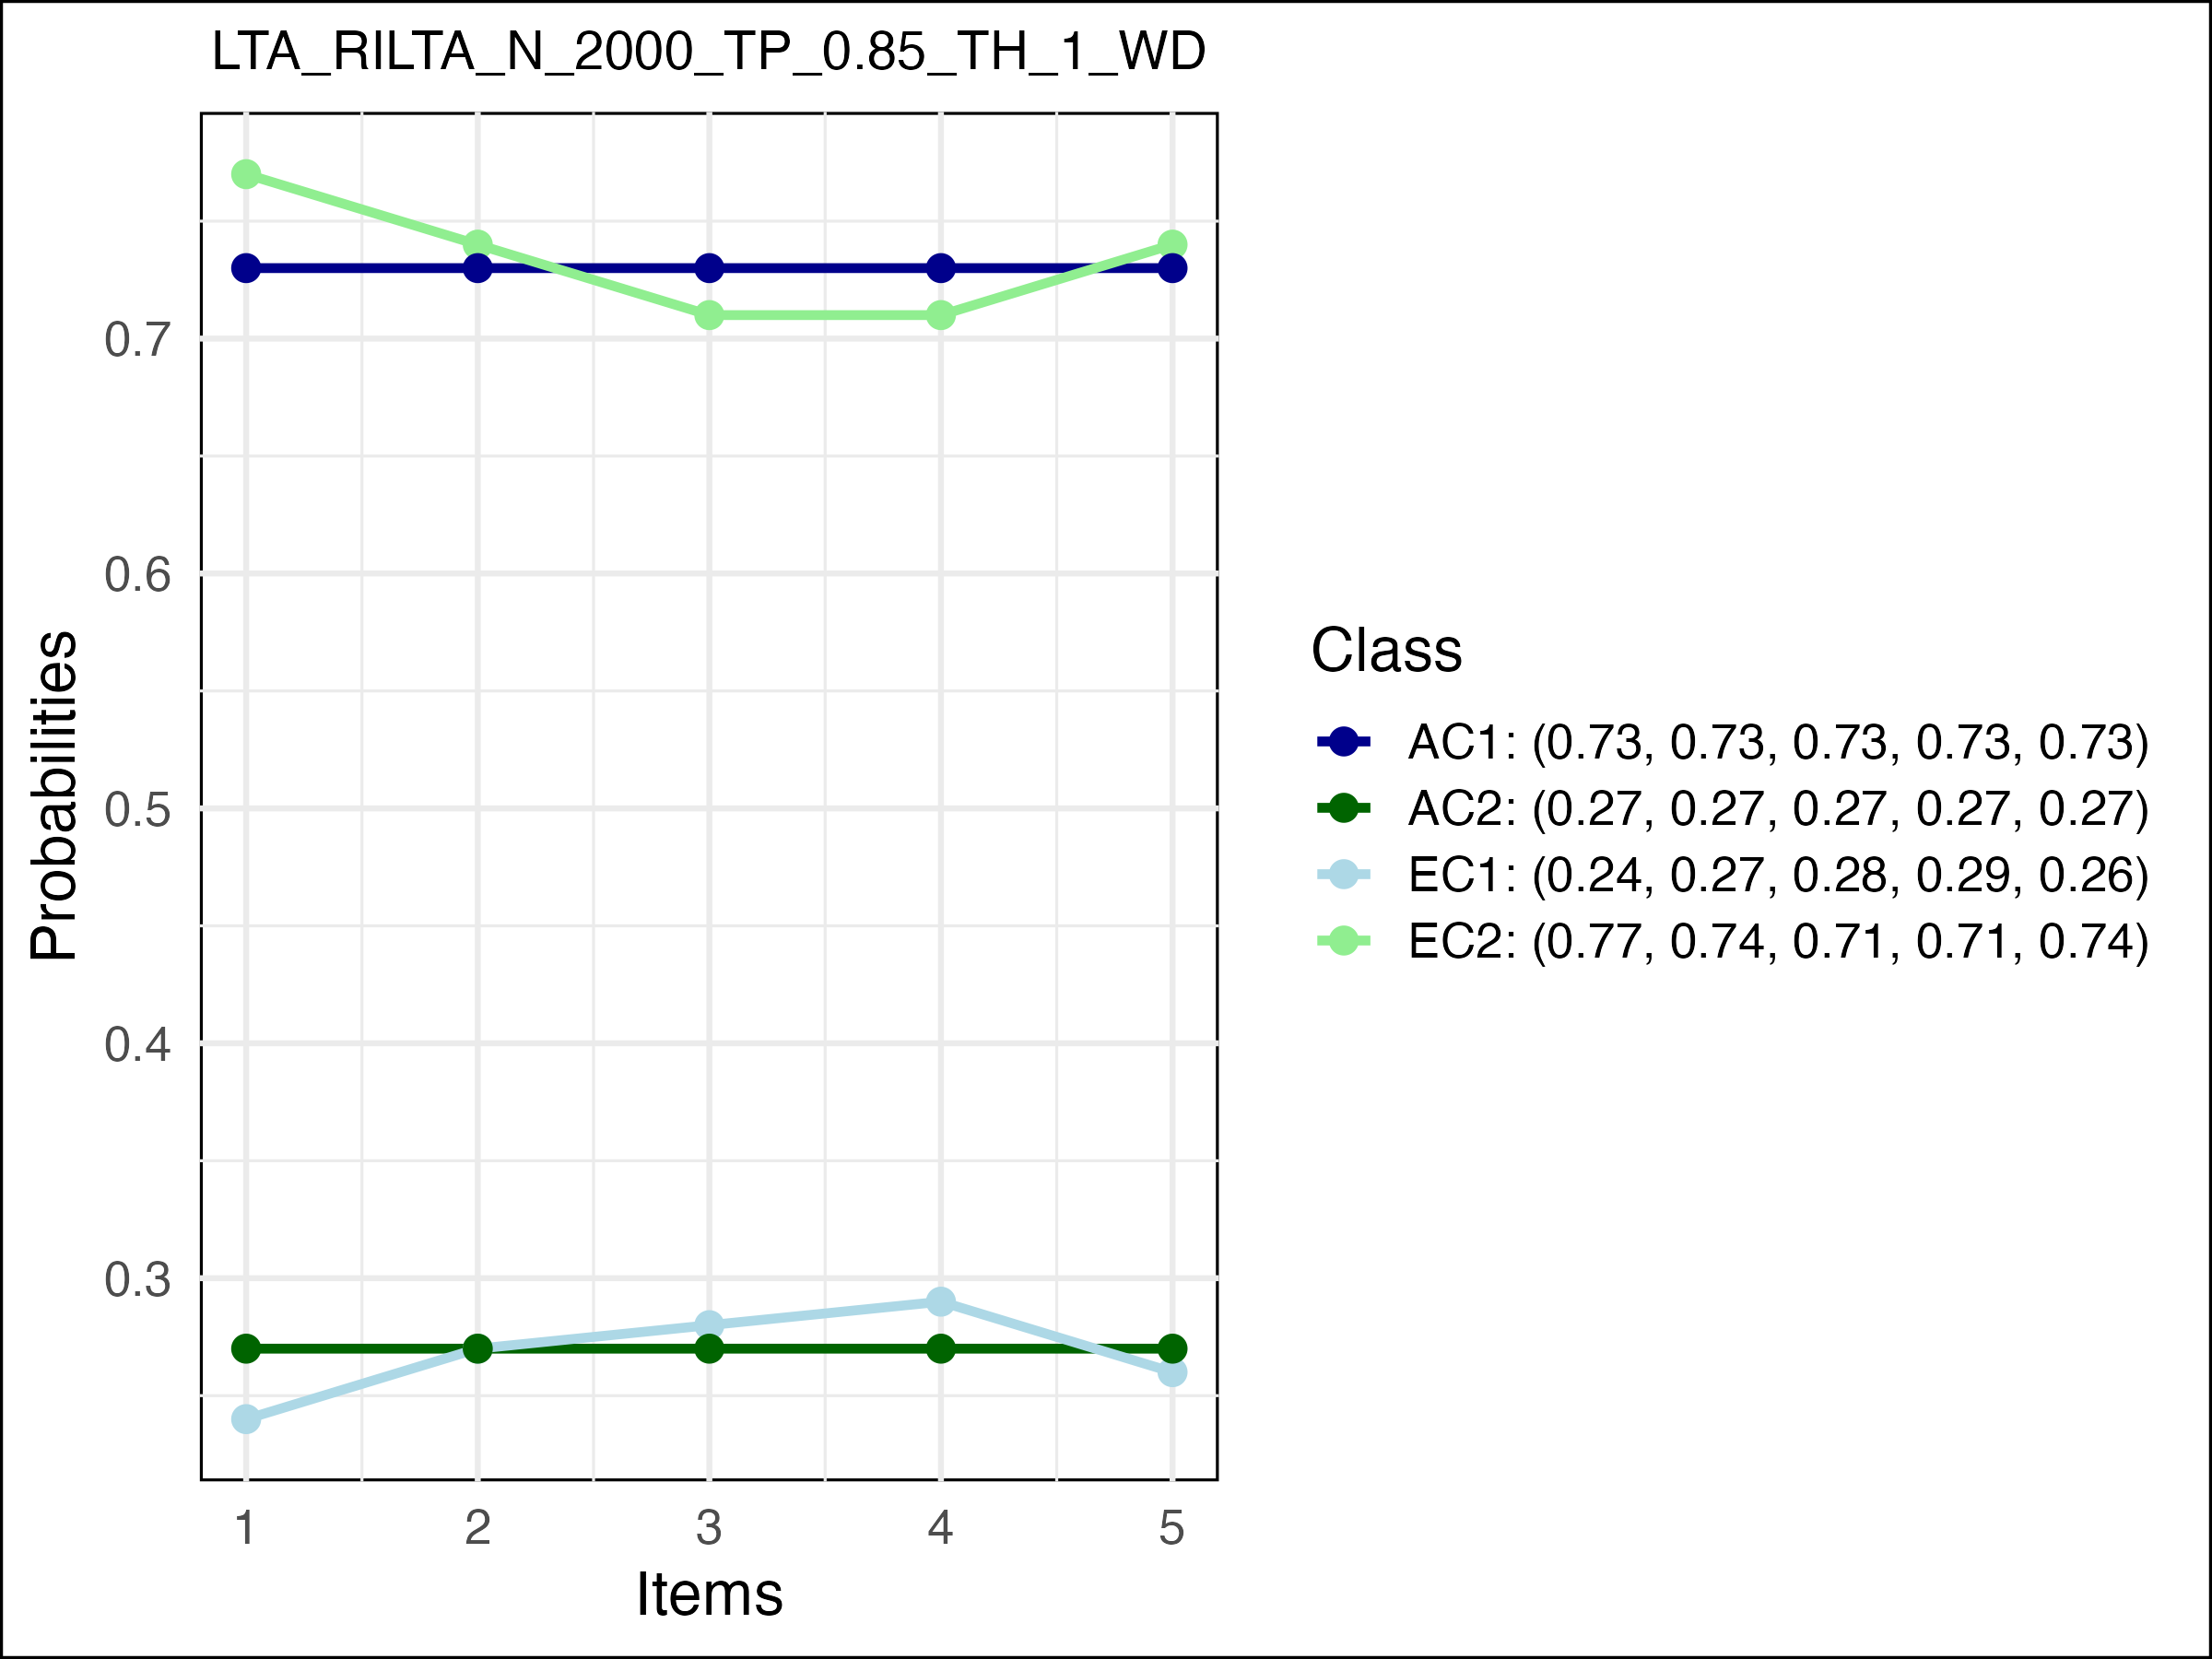 LTA_RILTA_N_2000_TP_0.85_TH_1_WD
Probabilities
0.7
0.6
0.5
0.4
0.3
1 2 3 4 5
Items
Class
AC1: (0.73, 0.73, 0.73, 0.73, 0.73)
AC2: (0.27, 0.27, 0.27, 0.27, 0.27)
EC1: (0.24, 0.27, 0.28, 0.29, 0.26)
EC2: (0.77, 0.74, 0.71, 0.71, 0.74)